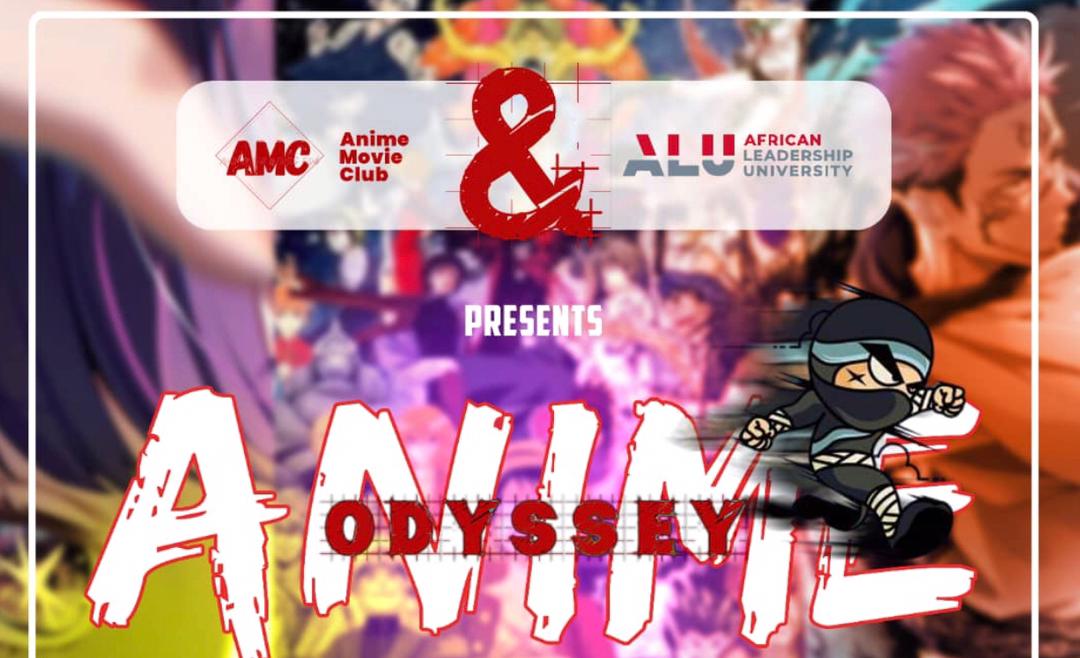 AMC
Anime
Movie
Club
&
ALU
AFRICAN
LEADERSHIP
UNIVERSITY
PRESENTS
ANIME
ODYSSEY